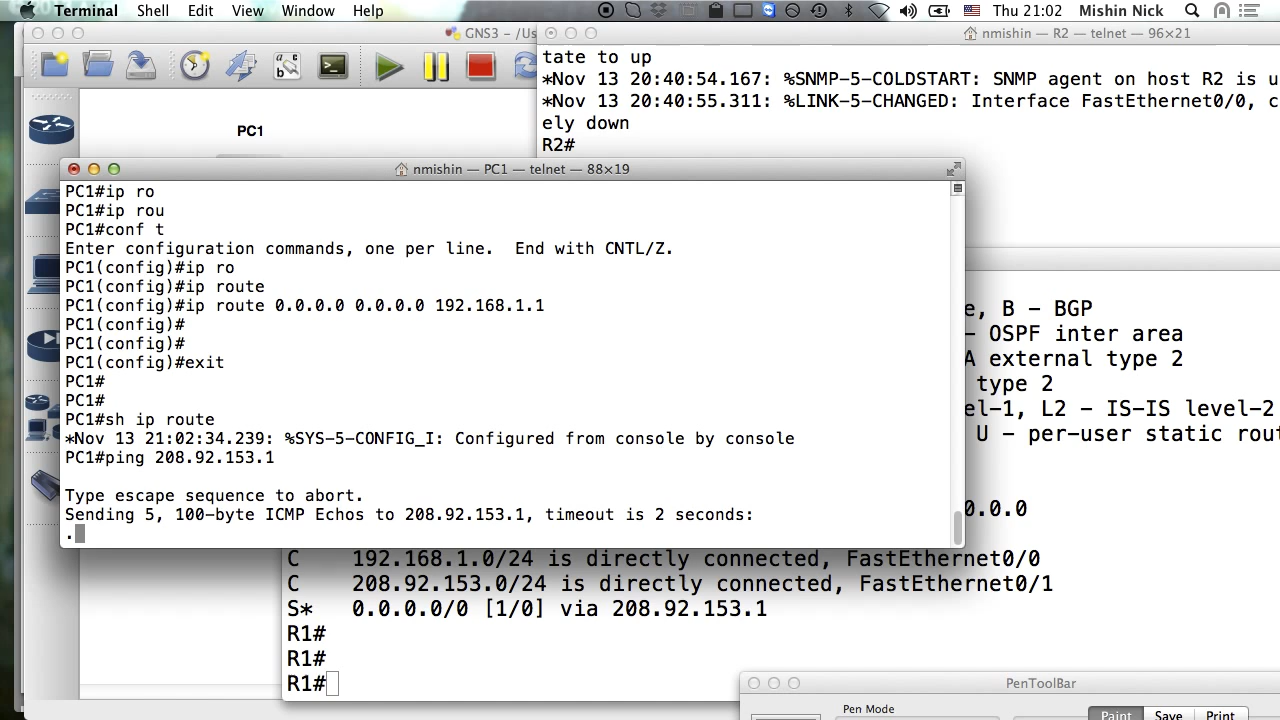 Terminal Shell Edit View Window Help Thu 21:02 Mishin Nick
GNS3 – /Us
nmishin — R2 — telnet — 96×21
tate to up
*Nov 13 20:40:54.167: %SNMP-5-COLDSTART: SNMP agent on host R2 is u
*Nov 13 20:40:55.311: %LINK-5-CHANGED: Interface FastEthernet0/0, c
ely down
R2#
PC1
nmishin — PC1 — telnet — 88×19
PC1#ip ro
PC1#ip rou
PC1#conf t
Enter configuration commands, one per line.  End with CNTL/Z.
PC1(config)#ip ro
PC1(config)#ip route
PC1(config)#ip route 0.0.0.0 0.0.0.0 192.168.1.1
PC1(config)#
PC1(config)#
PC1(config)#exit
PC1#
PC1#
PC1#sh ip route
*Nov 13 21:02:34.239: %SYS-5-CONFIG_I: Configured from console by console
PC1#ping 208.92.153.1
Type escape sequence to abort.
Sending 5, 100-byte ICMP Echos to 208.92.153.1, timeout is 2 seconds:
.
e, B - BGP
- OSPF inter area
A external type 2
type 2
el-1, L2 - IS-IS level-2
U - per-user static rout
0.0.0
C    192.168.1.0/24 is directly connected, FastEthernet0/0
C    208.92.153.0/24 is directly connected, FastEthernet0/1
S*   0.0.0.0/0 [1/0] via 208.92.153.1
R1#
R1#
R1#
PenToolBar
Pen Mode
Paint Save Print